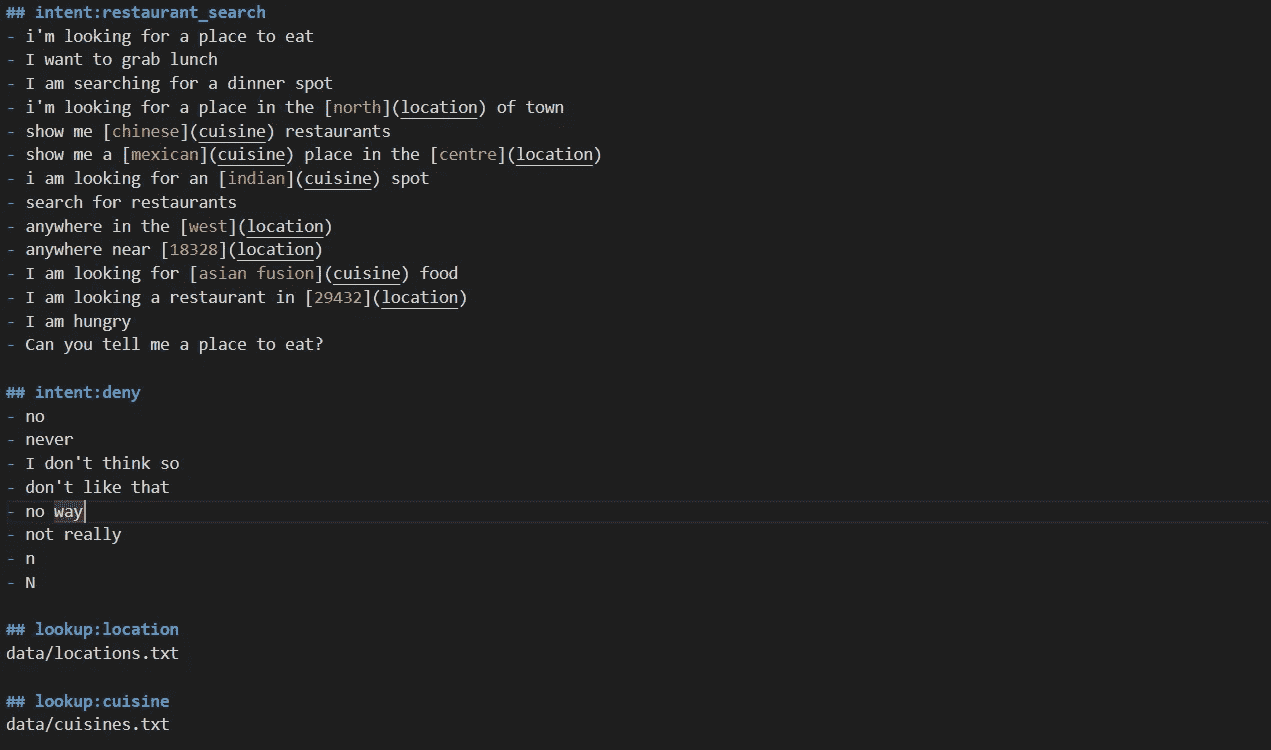 ## intent:restaurant_search
- i'm looking for a place to eat
- I want to grab lunch
- I am searching for a dinner spot
- i'm looking for a place in the [north](location) of town
- show me [chinese](cuisine) restaurants
- show me a [mexican](cuisine) place in the [centre](location)
- i am looking for an [indian](cuisine) spot
- search for restaurants
- anywhere in the [west](location)
- anywhere near [18328](location)
- I am looking for [asian fusion](cuisine) food
- I am looking a restaurant in [29432](location)
- I am hungry
- Can you tell me a place to eat?
## intent:deny
- no
- never
- I don't think so
- don't like that
- no way
- not really
- n
- N
## lookup:location
data/locations.txt
## lookup:cuisine
data/cuisines.txt